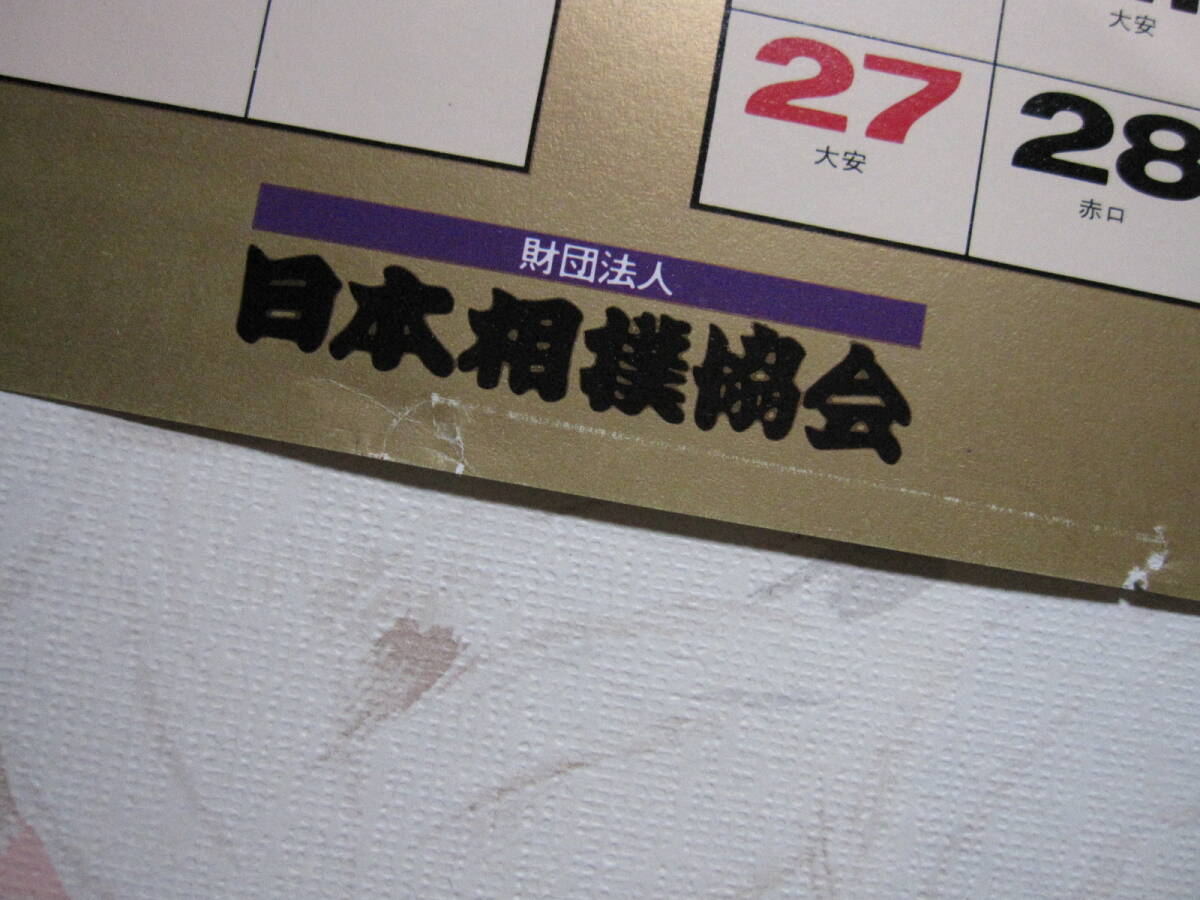 大安
27 28
大安 赤口
財団法人
日本相撲協会